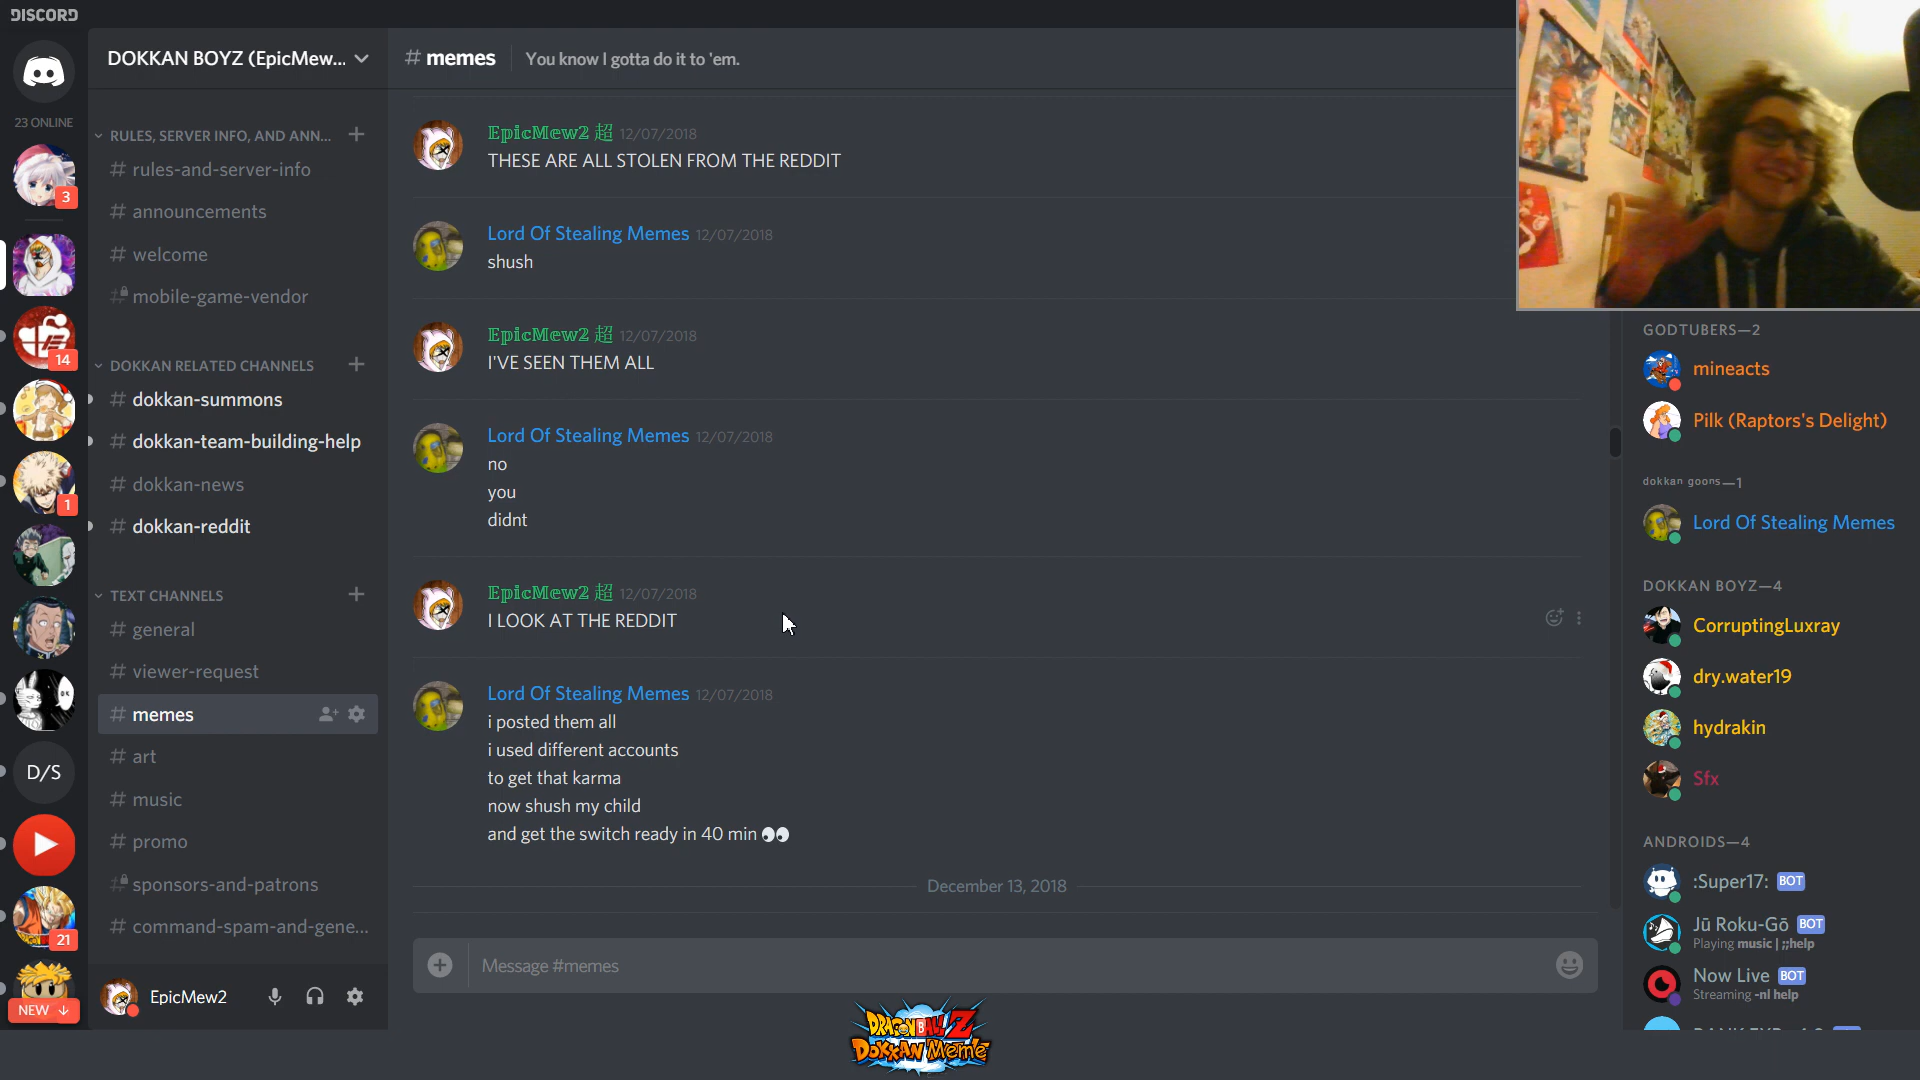 DISCORD
23 ONLINE
3
14
1
D/S
21
NEW ↓
DOKKAN BOYZ (EpicMew...
RULES, SERVER INFO, AND ANN...
# rules-and-server-info
# announcements
# welcome
# mobile-game-vendor
DOKKAN RELATED CHANNELS
# dokkan-summons
# dokkan-team-building-help
# dokkan-news
# dokkan-reddit
TEXT CHANNELS
# general
# viewer-request
# memes
# art
# music
# promo
# sponsors-and-patrons
# command-spam-and-gene...
EpicMew2
# memes
You know I gotta do it to 'em.
𝔼𝕡𝕚𝕔𝕄𝕖𝕨𝟚 超 12/07/2018
THESE ARE ALL STOLEN FROM THE REDDIT
Lord Of Stealing Memes 12/07/2018
shush
𝔼𝕡𝕚𝕔𝕄𝕖𝕨𝟚 超 12/07/2018
I'VE SEEN THEM ALL
Lord Of Stealing Memes 12/07/2018
no
you
didnt
𝔼𝕡𝕚𝕔𝕄𝕖𝕨𝟚 超 12/07/2018
I LOOK AT THE REDDIT
Lord Of Stealing Memes 12/07/2018
i posted them all
i used different accounts
to get that karma
now shush my child
and get the switch ready in 40 min 👀
December 13, 2018
Message #memes
DRAGON BALL Z
DOKKAN MEME
GODTUBERS—2
mineacts
Pilk (Raptors's Delight)
ᵈᵒᵏᵏᵃⁿ ᵍᵒᵒⁿˢ—1
Lord Of Stealing Memes
DOKKAN BOYZ—4
CorruptingLuxray
dry.water19
hydrakin
Sfx
ANDROIDS—4
:Super17: BOT
Jū Roku-Gō BOT
Playing music | ;;help
Now Live BOT
Streaming -nl help